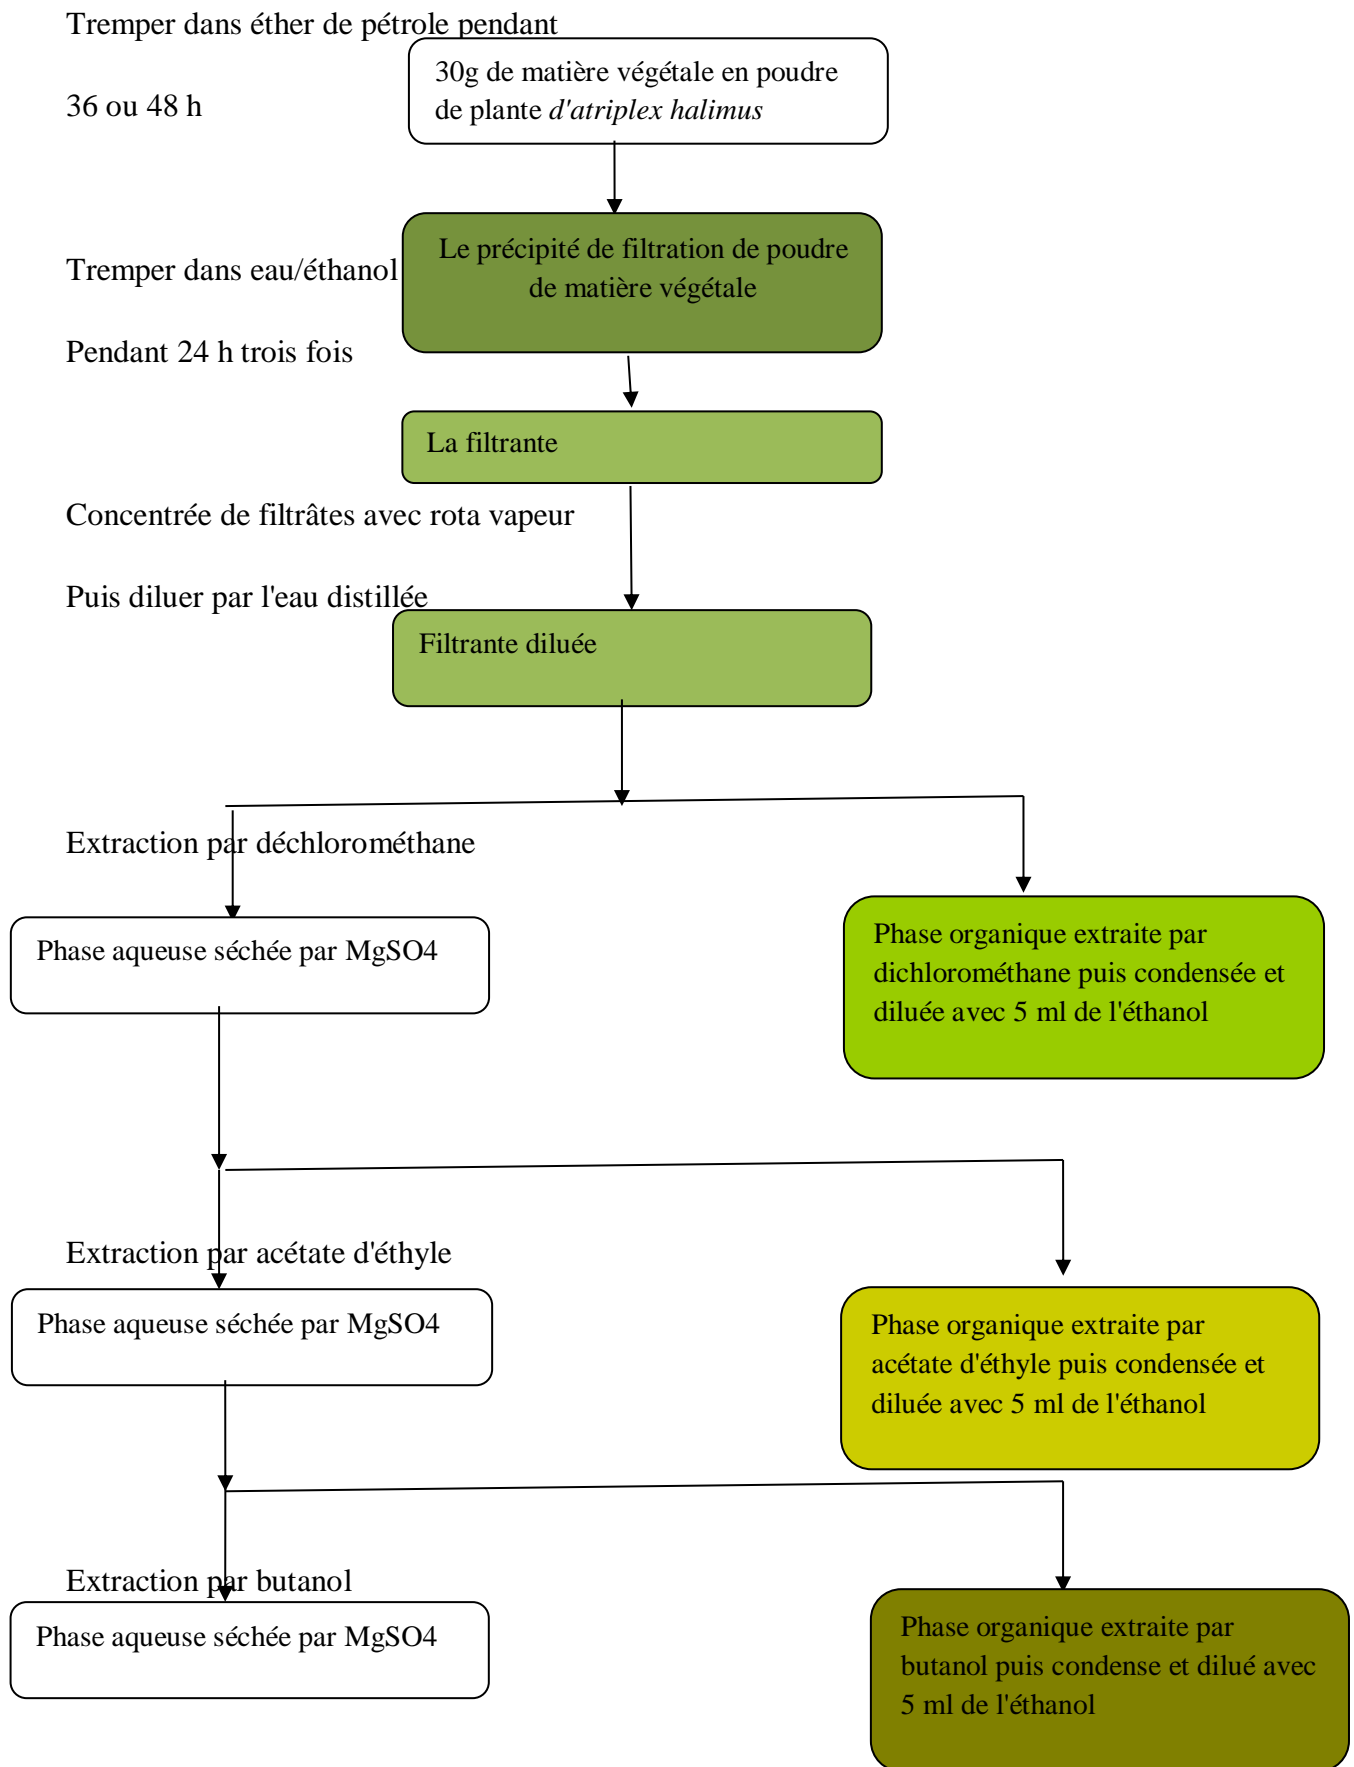 Tremper dans éther de pétrole pendant
30g de matière végétale en poudre
de plante d'atriplex halimus
36 ou 48 h
Le précipité de filtration de poudre
de matière végétale
Tremper dans eau/éthanol
Pendant 24 h trois fois
La filtrante
Concentrée de filtrâtes avec rota vapeur
Puis diluer par l'eau distillée
Filtrante diluée
Extraction par déchlorométhane
Phase aqueuse séchée par MgSO4
Phase organique extraite par
dichlorométhane puis condensée et
diluée avec 5 ml de l'éthanol
Extraction par acétate d'éthyle
Phase aqueuse séchée par MgSO4
Phase organique extraite par
acétate d'éthyle puis condensée et
diluée avec 5 ml de l'éthanol
Extraction par butanol
Phase aqueuse séchée par MgSO4
Phase organique extraite par
butanol puis condense et dilué avec
5 ml de l'éthanol